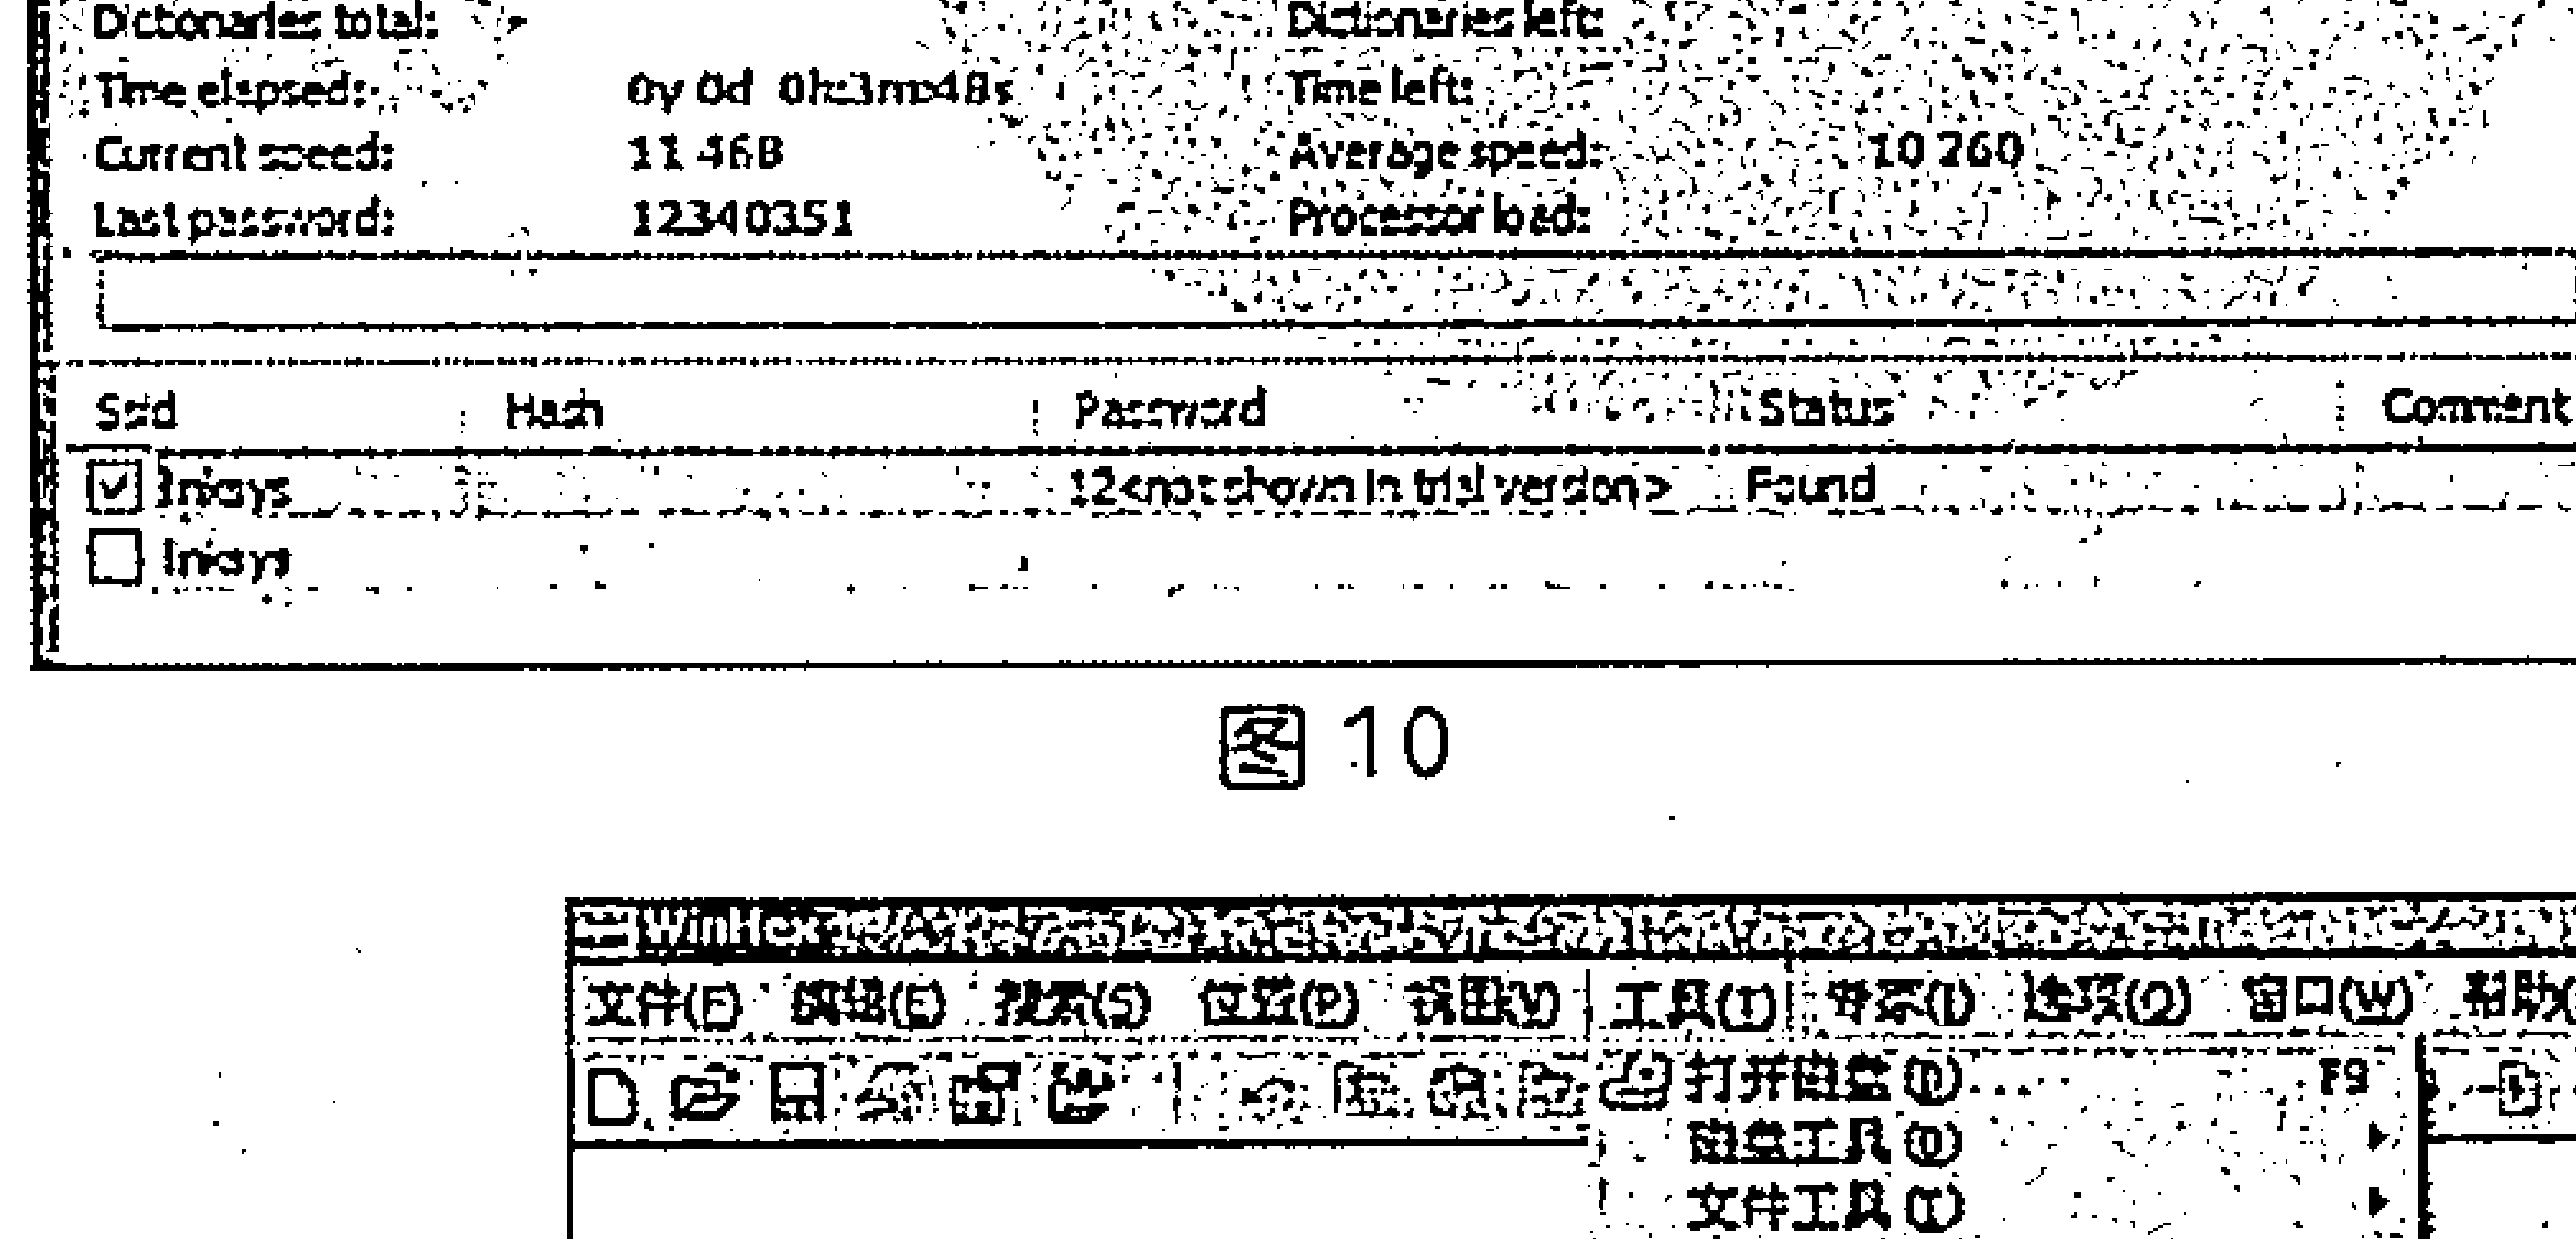 Dictionaries total: Dictionaries left:
Time elapsed: 0y 0d 0h:3m:48s Time left:
Current speed: 11 468 Average speed: 10 260
Last password: 12340351 Processor load:
Ssid Hash Password Status Comment
12<not shown in trial version> Found
图 10
WinHex
文件(F) 编辑(E) 搜索(S) 位置(P) 视图(V) 工具(T) 专家(I) 选项(O) 窗口(W) 帮助(
打开磁盘(D)... F9
磁盘工具(D)
文件工具(T)